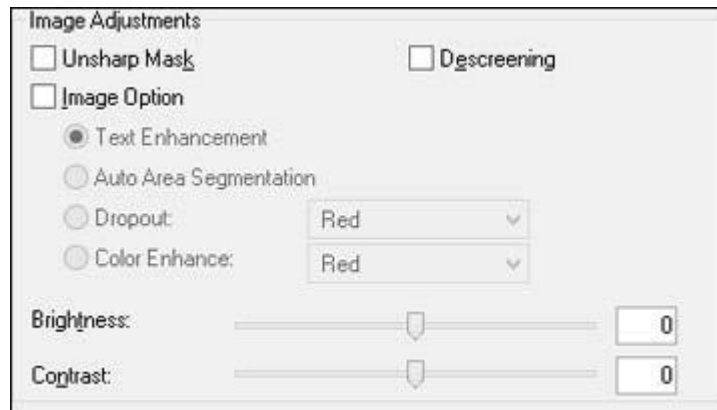 Image Adjustments
Unsharp Mask Descreening
Image Option
Text Enhancement
Auto Area Segmentation
Dropout: Red
Color Enhance: Red
Brightness: 0
Contrast: 0